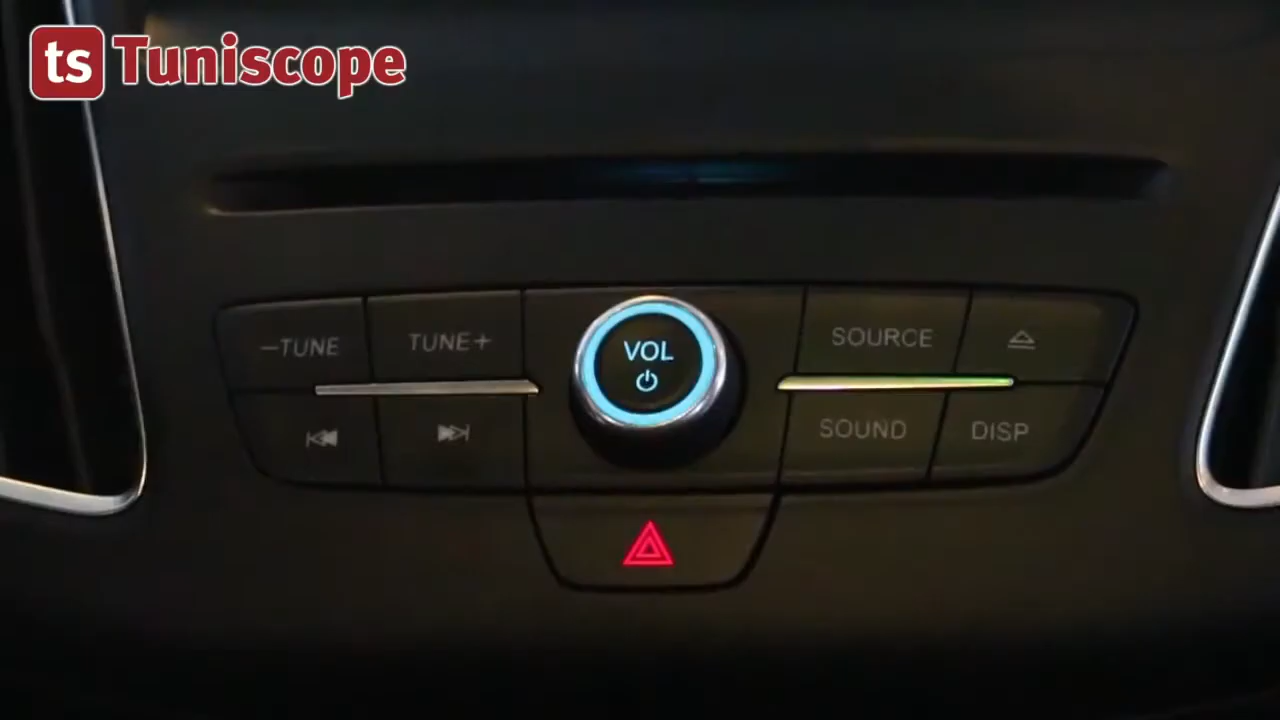 ts Tuniscope
–TUNE
TUNE+
VOL
SOURCE
SOUND
DISP